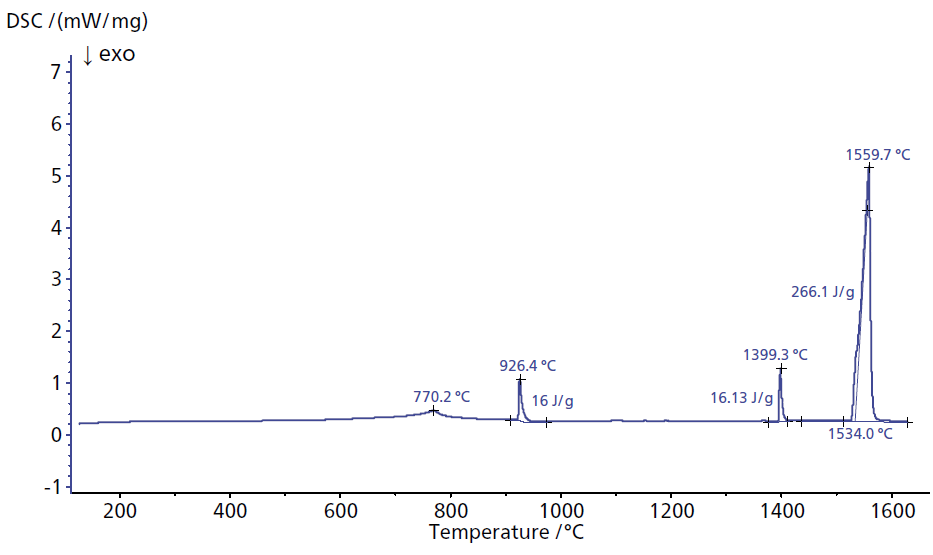 DSC /(mW/mg)
↓ exo
7
6
5
4
3
2
1
0
-1
770.2 °C
926.4 °C
16 J/g
1399.3 °C
16.13 J/g
1559.7 °C
266.1 J/g
1534.0 °C
200 400 600 800 1000 1200 1400 1600
Temperature /°C